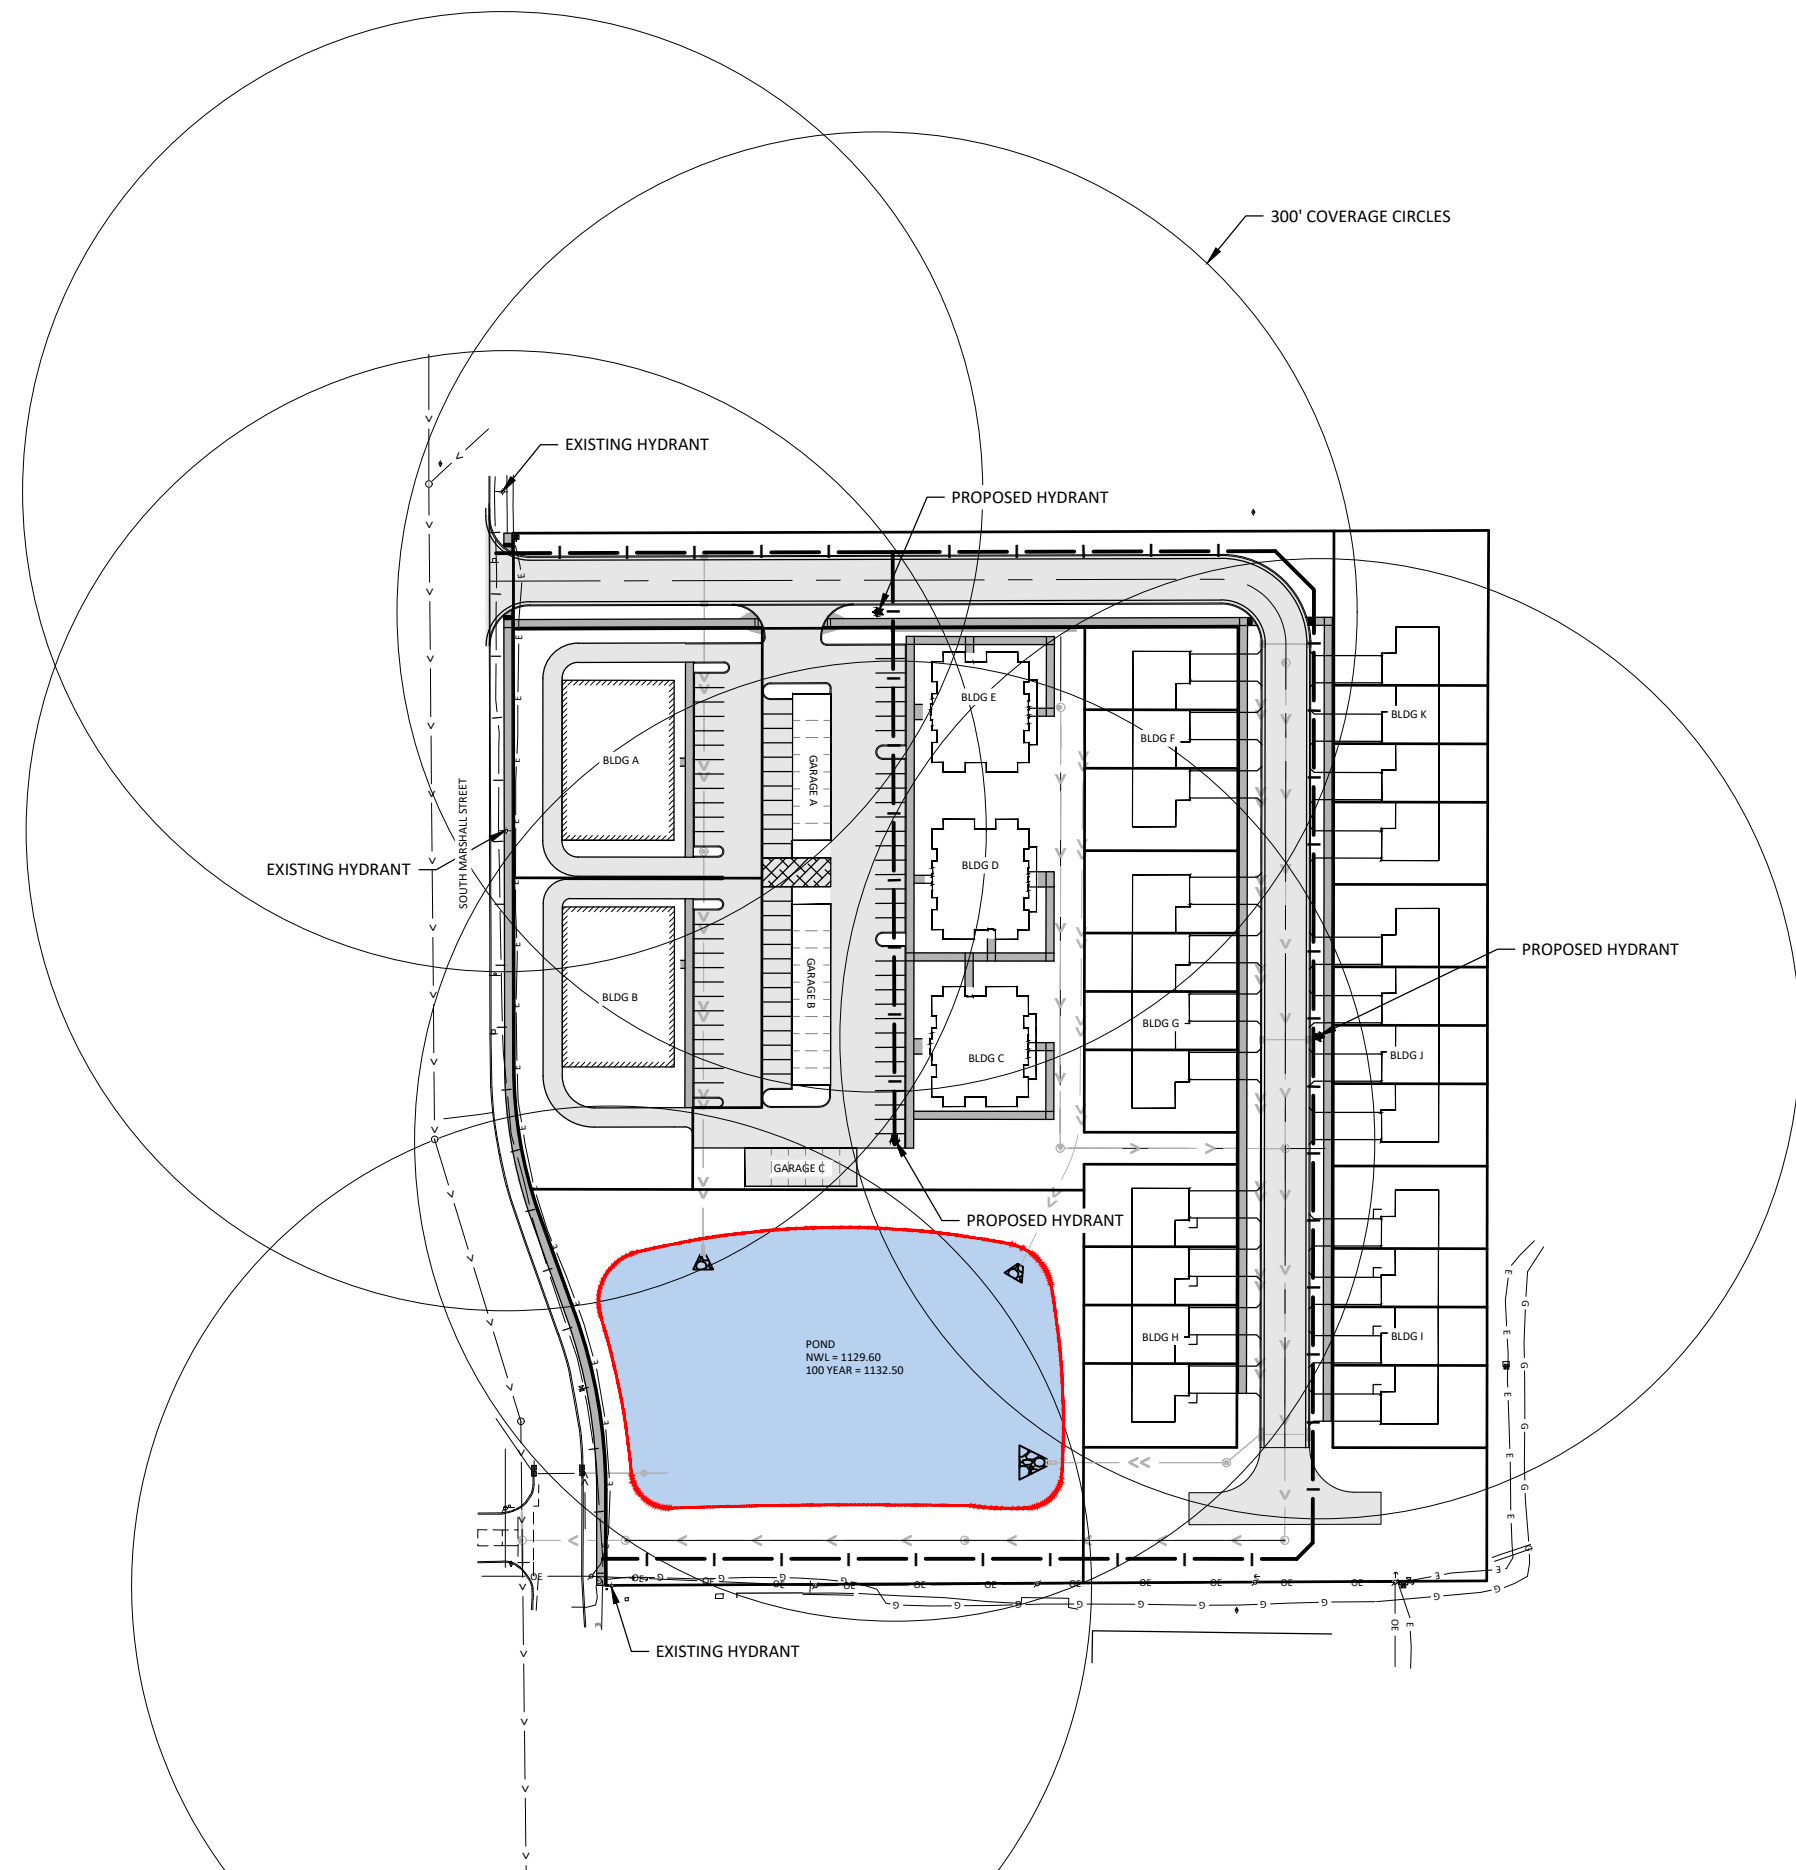 300' COVERAGE CIRCLES
EXISTING HYDRANT
PROPOSED HYDRANT
BLDG E
BLDG K
BLDG F
BLDG A
GARAGE A
SOUTH MARSHALL STREET
EXISTING HYDRANT
BLDG D
PROPOSED HYDRANT
BLDG B
GARAGE B
BLDG G
BLDG C
BLDG J
GARAGE C
PROPOSED HYDRANT
BLDG H
BLDG I
POND
NWL = 1129.60
100 YEAR = 1132.50
EXISTING HYDRANT